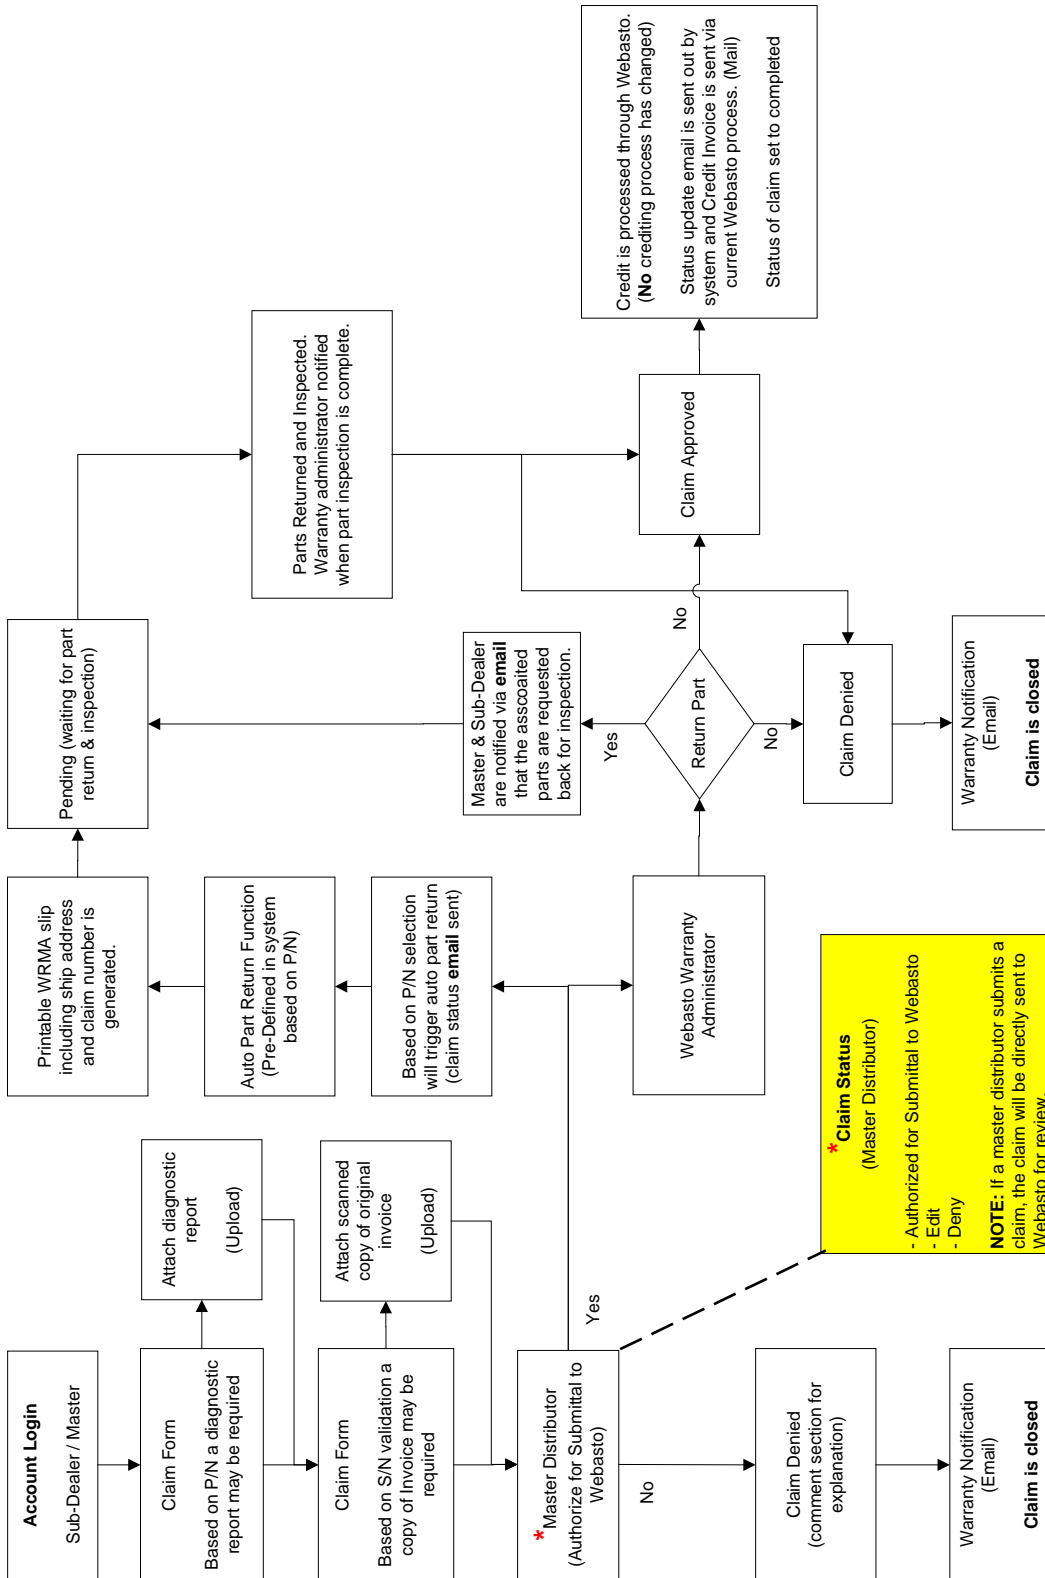 Account Login
Sub-Dealer / Master
Claim Form
Based on P/N a diagnostic
report may be required
Attach diagnostic
report
(Upload)
Claim Form
Based on S/N validation a
copy of Invoice may be
required
Attach scanned
copy of original
invoice
(Upload)
*Master Distributor
(Authorize for Submittal to
Webasto)
No
Yes
Claim Denied
(comment section for
explanation)
Warranty Notification
(Email)
Claim is closed
*Claim Status
(Master Distributor)
- Authorized for Submittal to Webasto
- Edit
- Deny
NOTE: If a master distributor submits a
claim, the claim will be directly sent to
Webasto for review.
Based on P/N selection
will trigger auto part return
(claim status email sent)
Auto Part Return Function
(Pre-Defined in system
based on P/N)
Printable WRMA slip
including ship address
and claim number is
generated.
Webasto Warranty
Administrator
Return Part
Yes
No
No
Master & Sub-Dealer
are notified via email
that the asscoaited
parts are requested
back for inspection.
Pending (waiting for part
return & inspection)
Parts Returned and Inspected.
Warranty administrator notified
when part inspection is complete.
Claim Denied
Warranty Notification
(Email)
Claim is closed
Claim Approved
Credit is processed through Webasto.
(No crediting process has changed)
Status update email is sent out by
system and Credit Invoice is sent via
current Webasto process. (Mail)
Status of claim set to completed